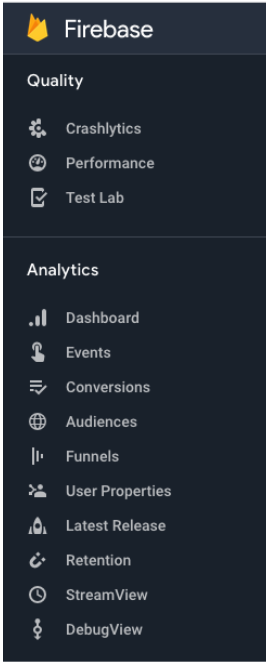 Firebase
Quality
Crashlytics
Performance
Test Lab
Analytics
Dashboard
Events
Conversions
Audiences
Funnels
User Properties
Latest Release
Retention
StreamView
DebugView